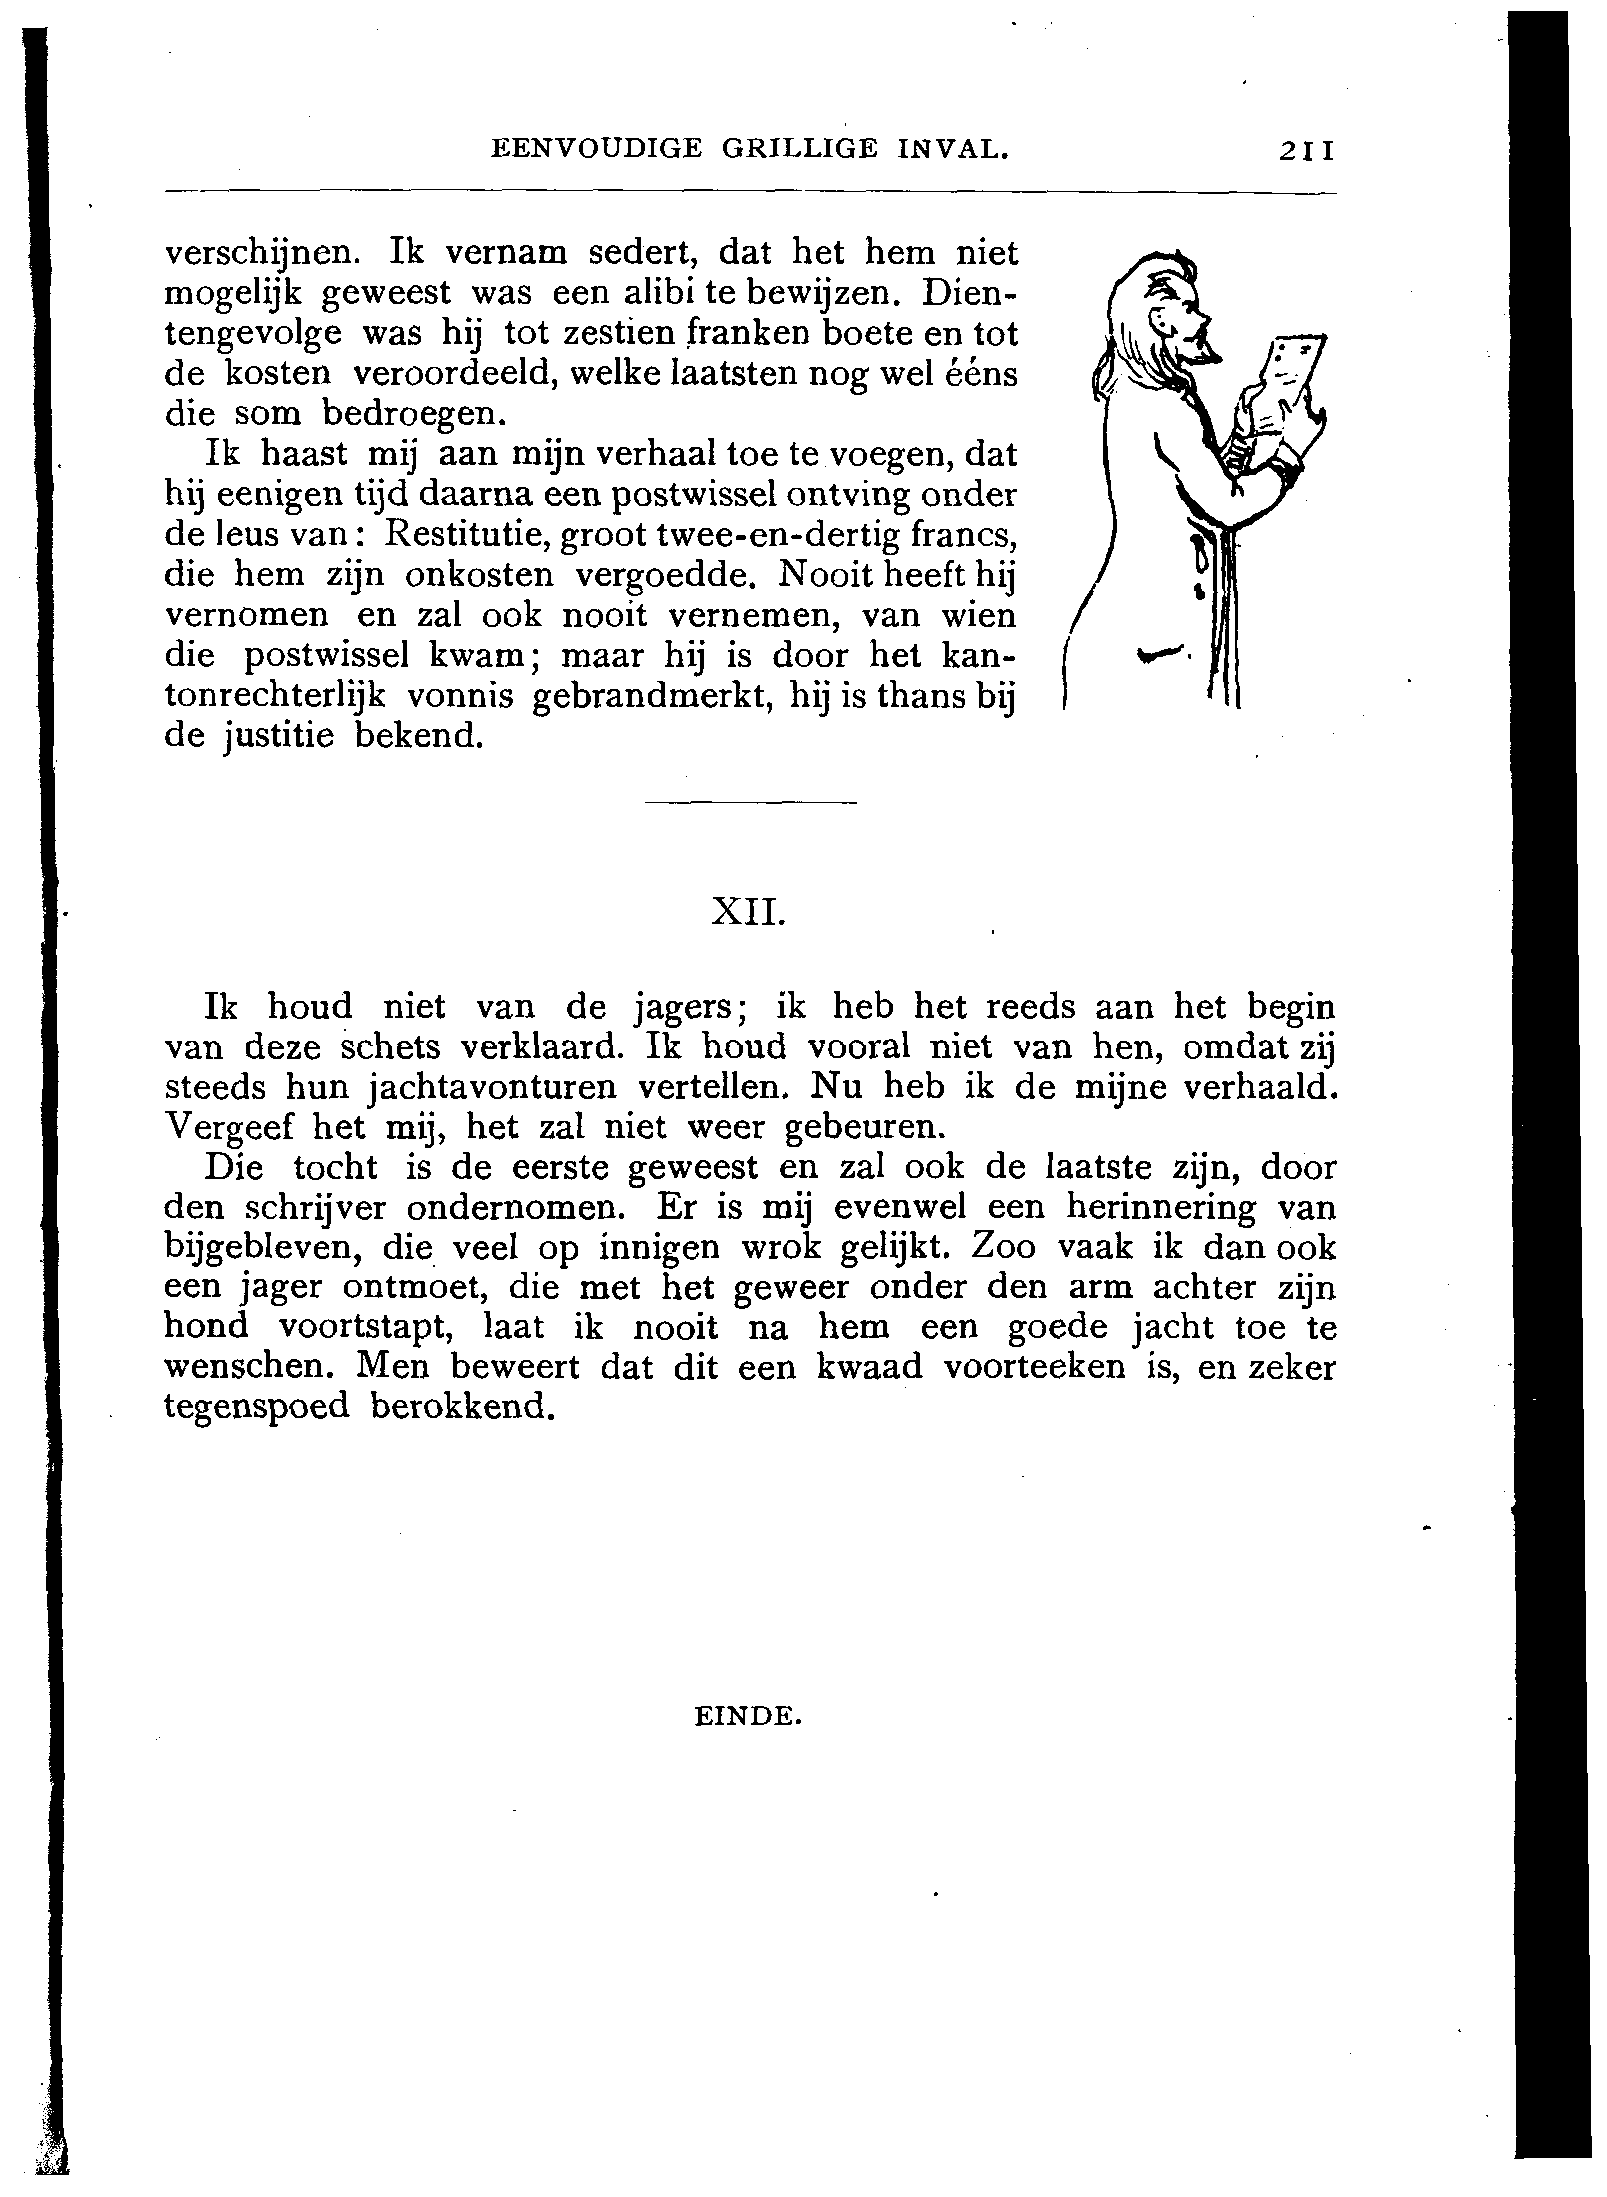 EENVOUDIGE GRILLIGE INVAL. 211
verschijnen. Ik vernam sedert, dat het hem niet
mogelijk geweest was een alibi te bewijzen. Dien-
tengevolge was hij tot zestien franken boete en tot
de kosten veroordeeld, welke laatsten nog wel ééns
die som bedroegen.
Ik haast mij aan mijn verhaal toe te voegen, dat
hij eenigen tijd daarna een postwissel ontving onder
de leus van: Restitutie, groot twee-en-dertig francs,
die hem zijn onkosten vergoedde. Nooit heeft hij
vernomen en zal ook nooit vernemen, van wien
die postwissel kwam; maar hij is door het kan-
tonrechterlijk vonnis gebrandmerkt, hij is thans bij
de justitie bekend.
XII.
Ik houd niet van de jagers; ik heb het reeds aan het begin
van deze schets verklaard. Ik houd vooral niet van hen, omdat zij
steeds hun jachtavonturen vertellen. Nu heb ik de mijne verhaald.
Vergeef het mij, het zal niet weer gebeuren.
Die tocht is de eerste geweest en zal ook de laatste zijn, door
den schrijver ondernomen. Er is mij evenwel een herinnering van
bijgebleven, die veel op innigen wrok gelijkt. Zoo vaak ik dan ook
een jager ontmoet, die met het geweer onder den arm achter zijn
hond voortstapt, laat ik nooit na hem een goede jacht toe te
wenschen. Men beweert dat dit een kwaad voorteeken is, en zeker
tegenspoed berokkend.
EINDE.